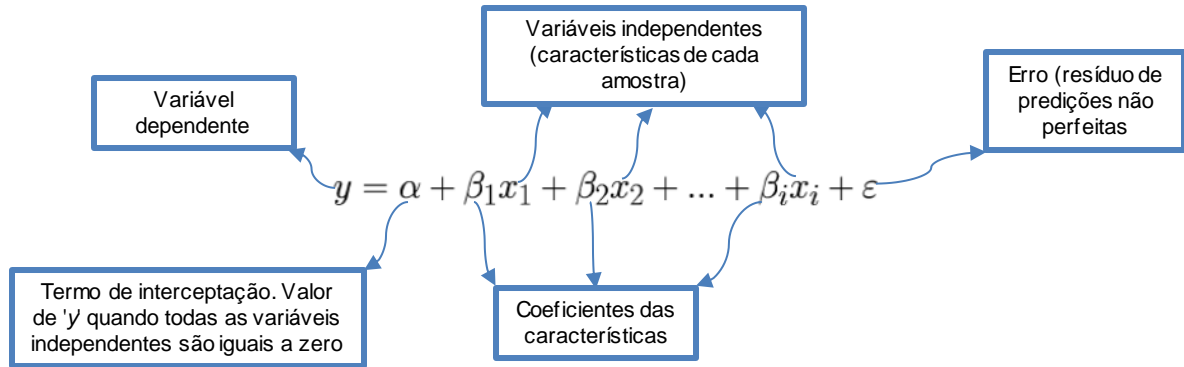 Variáveis independentes
(características de cada
amostra)
Erro (resíduo de
predições não
perfeitas
Variável
dependente
y = α + β₁x₁ + β₂x₂ + ... + βᵢxᵢ + ε
Termo de interceptação. Valor
de 'y' quando todas as variáveis
independentes são iguais a zero
Coeficientes das
características